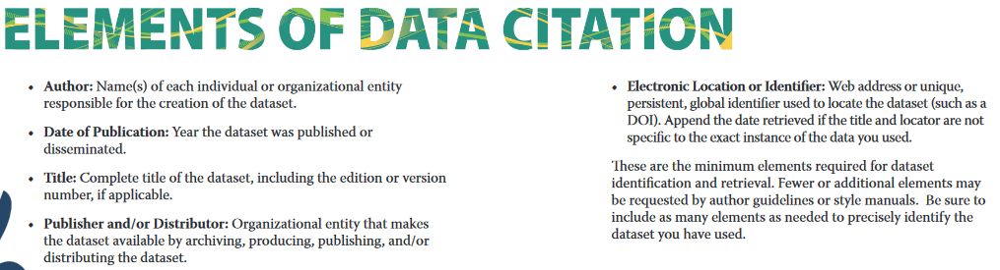 ELEMENTS OF DATA CITATION
• Author: Name(s) of each individual or organizational entity
responsible for the creation of the dataset.
• Date of Publication: Year the dataset was published or
disseminated.
• Title: Complete title of the dataset, including the edition or version
number, if applicable.
• Publisher and/or Distributor: Organizational entity that makes
the dataset available by archiving, producing, publishing, and/or
distributing the dataset.
• Electronic Location or Identifier: Web address or unique,
persistent, global identifier used to locate the dataset (such as a
DOI). Append the date retrieved if the title and locator are not
specific to the exact instance of the data you used.
These are the minimum elements required for dataset
identification and retrieval. Fewer or additional elements may
be requested by author guidelines or style manuals. Be sure to
include as many elements as needed to precisely identify the
dataset you have used.